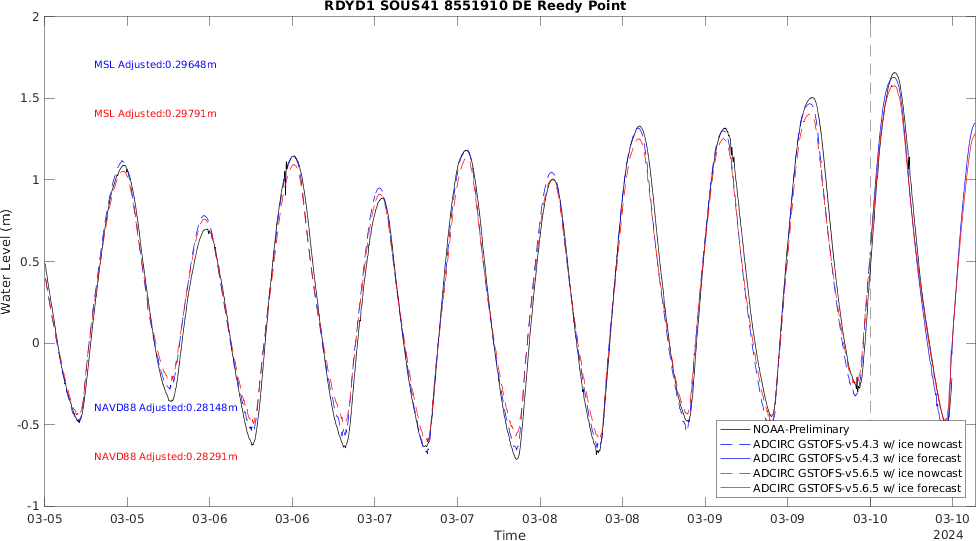 RDYD1 SOUS41 8551910 DE Reedy Point
2
1.5
1
0.5
0
-0.5
-1
Water Level (m)
MSL Adjusted:0.29648m
MSL Adjusted:0.29791m
NAVD88 Adjusted:0.28148m
NAVD88 Adjusted:0.28291m
NOAA-Preliminary
ADCIRC GSTOFS-v5.4.3 w/ ice nowcast
ADCIRC GSTOFS-v5.4.3 w/ ice forecast
ADCIRC GSTOFS-v5.6.5 w/ ice nowcast
ADCIRC GSTOFS-v5.6.5 w/ ice forecast
03-05 03-05 03-06 03-06 03-07 03-07 03-08 03-08 03-09 03-09 03-10 03-10
2024
Time